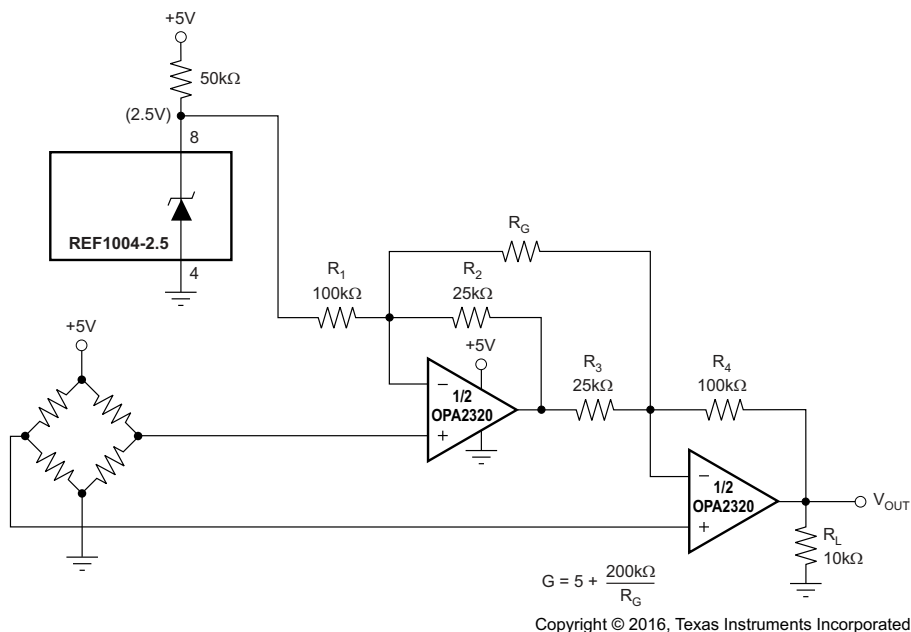 +5V
50kΩ
(2.5V)
8
REF1004-2.5
4
R_G
R_1
100kΩ
R_2
25kΩ
+5V
+5V
R_3
25kΩ
R_4
100kΩ
−
1/2
OPA2320
+
−
1/2
OPA2320
+
V_OUT
R_L
10kΩ
G = 5 + 200kΩ / R_G
Copyright © 2016, Texas Instruments Incorporated